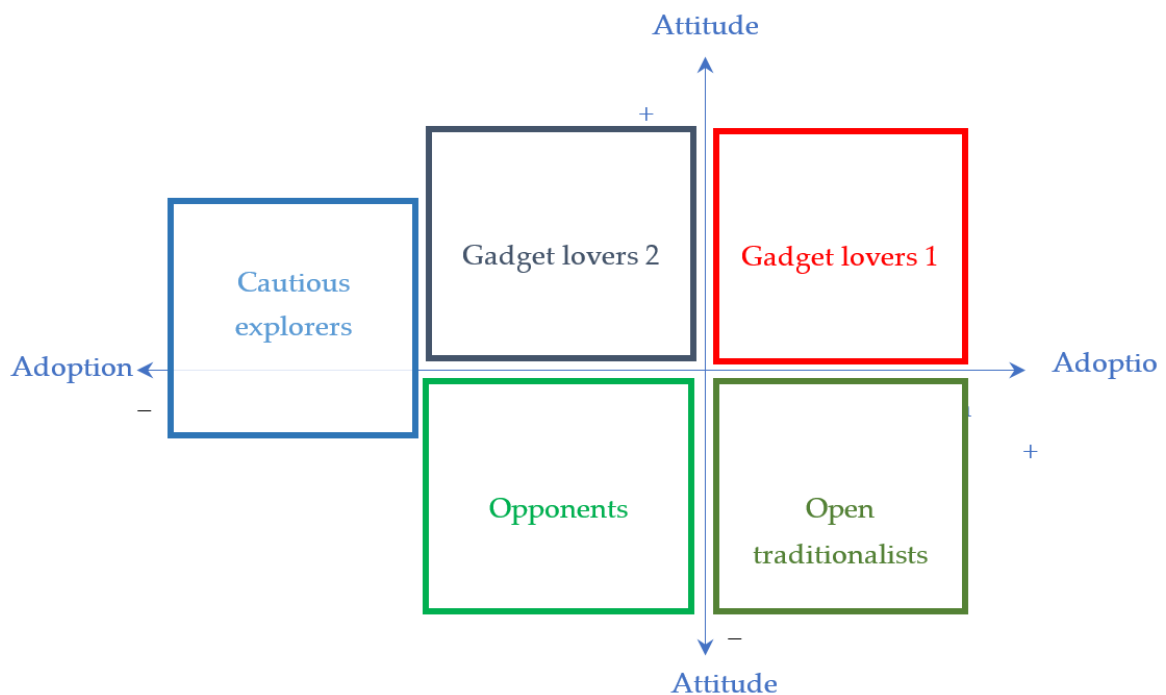 Attitude
+
Gadget lovers 2
Gadget lovers 1
Cautious
explorers
Adoption
Adoptio
–
+
Opponents
Open
traditionalists
–
Attitude